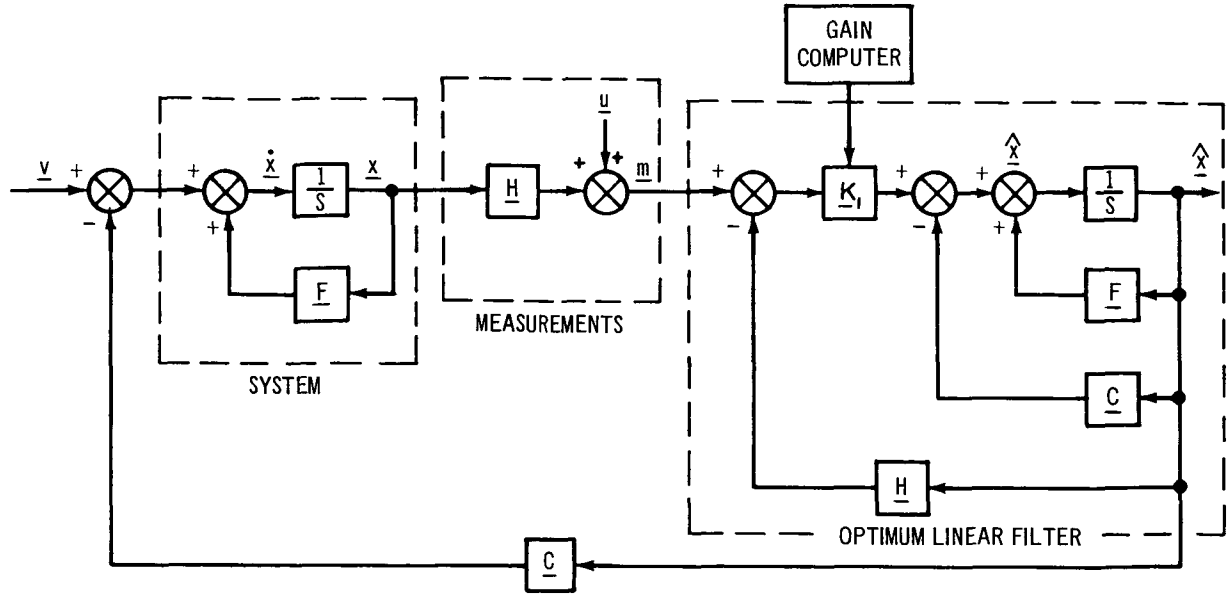 GAIN
COMPUTER
u
v
+
-
+
+
ẋ
1
S
x
F
SYSTEM
H
+
+
m
MEASUREMENTS
+
-
K₁
+
-
+
+
x̂
1
S
x̂
F
C
H
OPTIMUM LINEAR FILTER
C